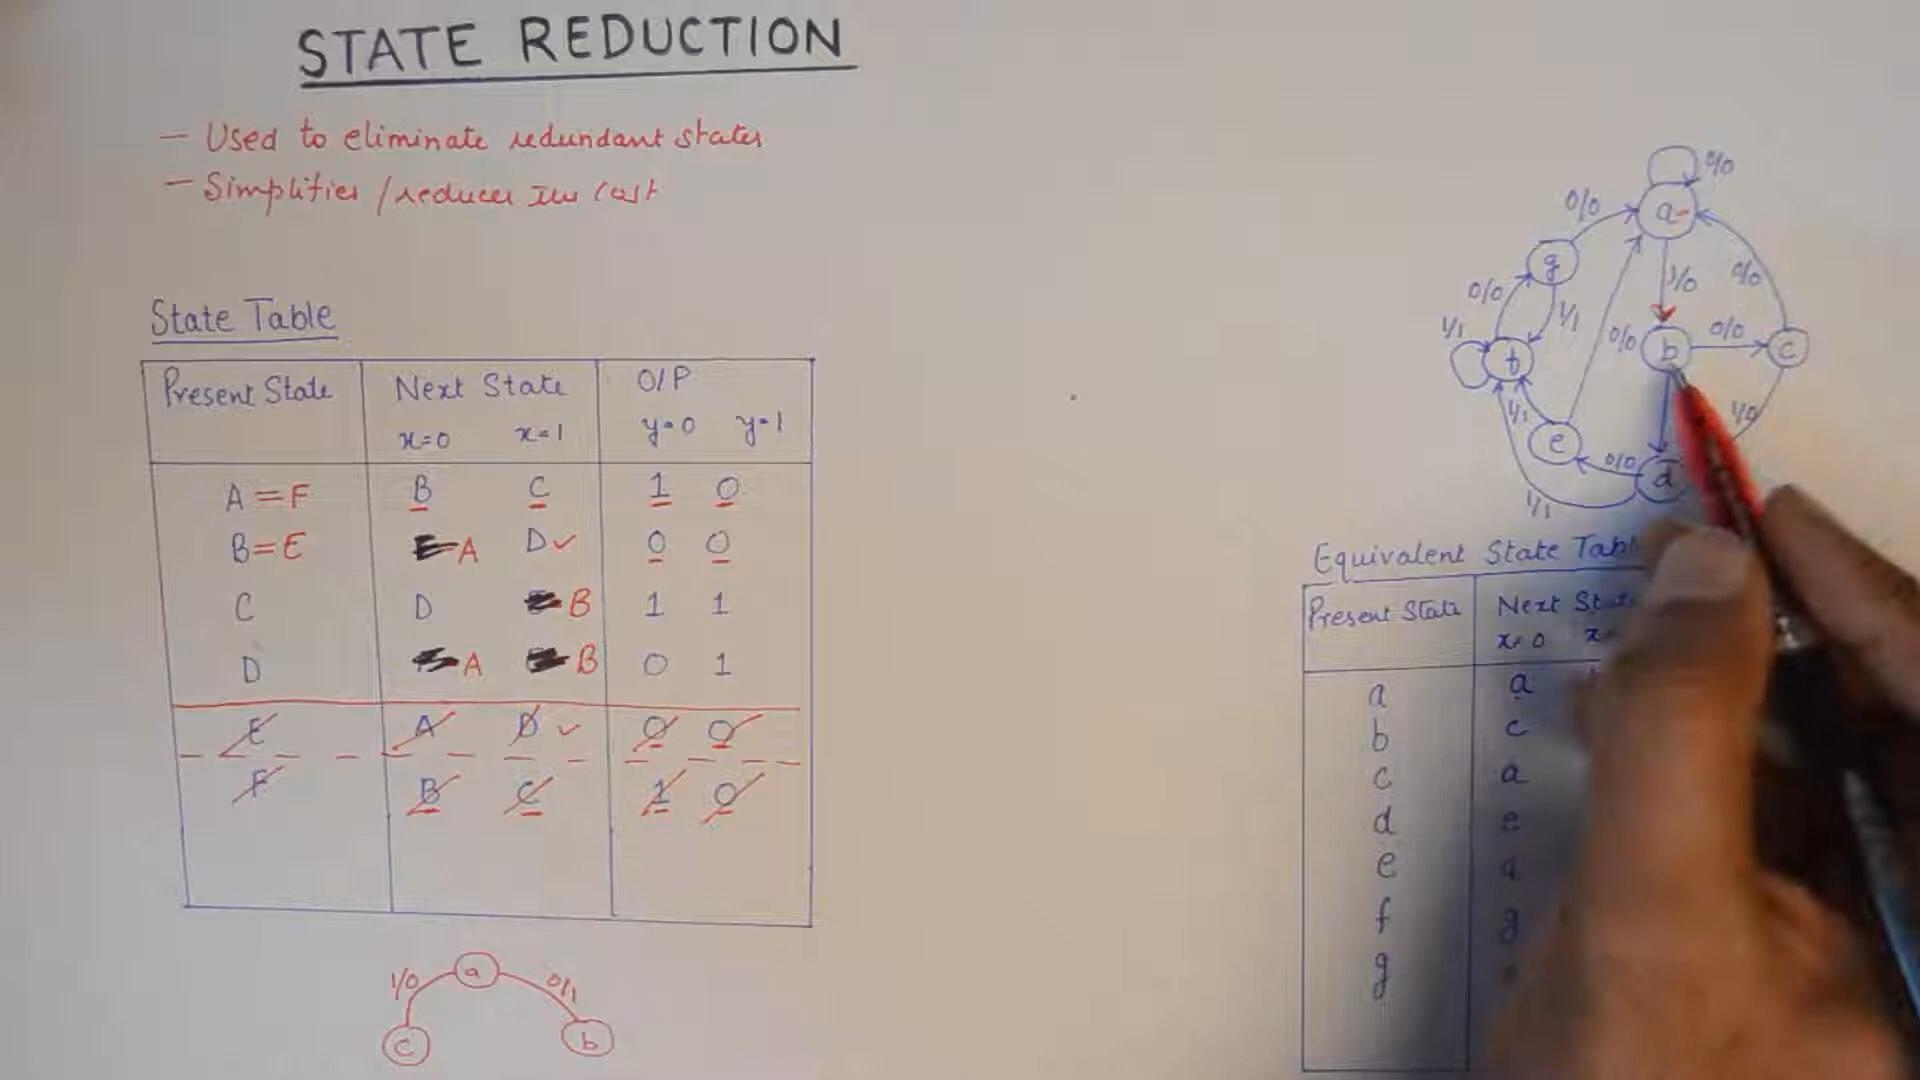 STATE REDUCTION
— Used to eliminate redundant states
— Simplifies / reduces cost
State Table
Present State Next State O/P
x=0 x=1 y=0 y=1
A = F B C 1 0
B = E A D ✓ 0 0
C D B 1 1
D A B 0 1
E A D ✓ 0 0
F B C 1 0
1/0 a 0/1
c b
0/0
0/0 a
g 1/0 0/0
0/0 1/1
1/1 f 0/0 b 0/0 c
1/1 1/0
e 0/0 d
1/1
Equivalent State
Present State Next
x=0
a a
b c
c a
d e
e a
f g
g